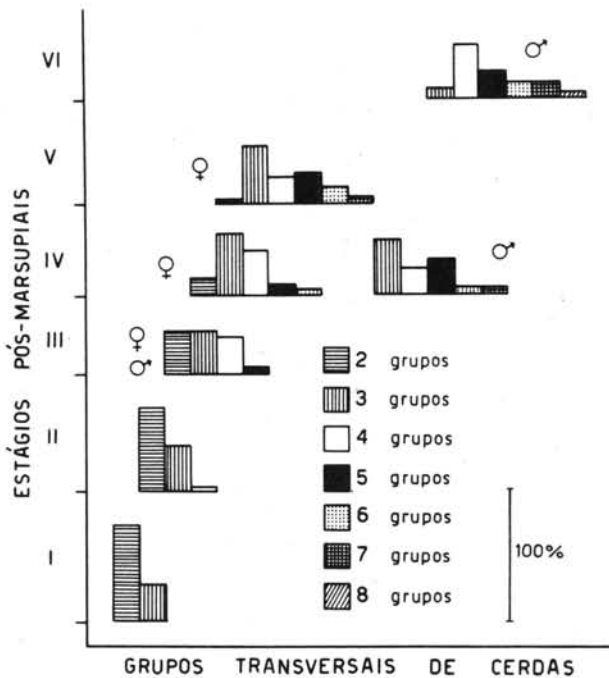 VI
♂
V
♀
IV
♀
♂
III
♀
♂
II
I
ESTÁGIOS PÓS-MARSUPIAIS
2 grupos
3 grupos
4 grupos
5 grupos
6 grupos
7 grupos
8 grupos
100%
GRUPOS TRANSVERSAIS DE CERDAS